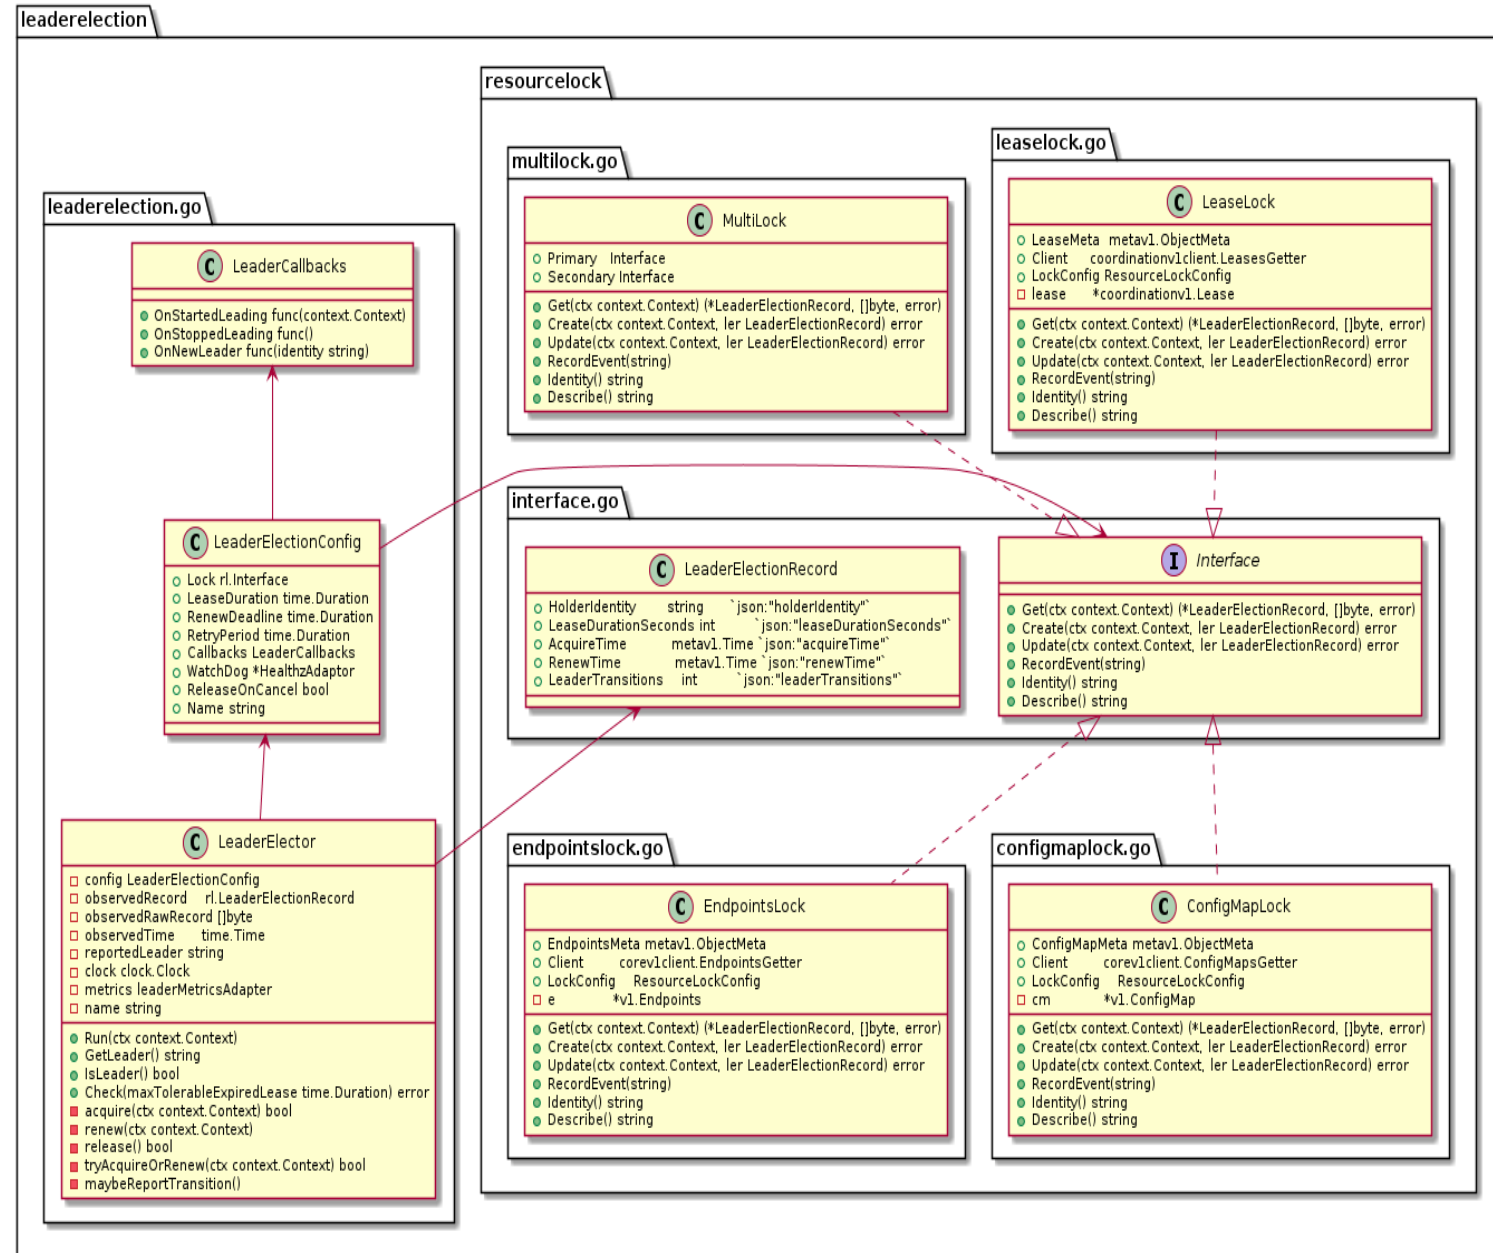 leaderelection
resourcelock
leaderelection.go
C LeaderCallbacks
OnStartedLeading func(context.Context)
OnStoppedLeading func()
OnNewLeader func(identity string)
C LeaderElectionConfig
Lock rl.Interface
LeaseDuration time.Duration
RenewDeadline time.Duration
RetryPeriod time.Duration
Callbacks LeaderCallbacks
WatchDog *HealthzAdaptor
ReleaseOnCancel bool
Name string
C LeaderElector
config LeaderElectionConfig
observedRecord rl.LeaderElectionRecord
observedRawRecord []byte
observedTime time.Time
reportedLeader string
clock clock.Clock
metrics leaderMetricsAdapter
name string
Run(ctx context.Context)
GetLeader() string
IsLeader() bool
Check(maxTolerableExpiredLease time.Duration) error
acquire(ctx context.Context) bool
renew(ctx context.Context)
release() bool
tryAcquireOrRenew(ctx context.Context) bool
maybeReportTransition()
multilock.go
C MultiLock
Primary Interface
Secondary Interface
Get(ctx context.Context) (*LeaderElectionRecord, []byte, error)
Create(ctx context.Context, ler LeaderElectionRecord) error
Update(ctx context.Context, ler LeaderElectionRecord) error
RecordEvent(string)
Identity() string
Describe() string
leaselock.go
C LeaseLock
LeaseMeta metav1.ObjectMeta
Client coordinationv1client.LeasesGetter
LockConfig ResourceLockConfig
lease *coordinationv1.Lease
Get(ctx context.Context) (*LeaderElectionRecord, []byte, error)
Create(ctx context.Context, ler LeaderElectionRecord) error
Update(ctx context.Context, ler LeaderElectionRecord) error
RecordEvent(string)
Identity() string
Describe() string
interface.go
C LeaderElectionRecord
HolderIdentity string `json:"holderIdentity"`
LeaseDurationSeconds int `json:"leaseDurationSeconds"`
AcquireTime metav1.Time `json:"acquireTime"`
RenewTime metav1.Time `json:"renewTime"`
LeaderTransitions int `json:"leaderTransitions"`
I Interface
Get(ctx context.Context) (*LeaderElectionRecord, []byte, error)
Create(ctx context.Context, ler LeaderElectionRecord) error
Update(ctx context.Context, ler LeaderElectionRecord) error
RecordEvent(string)
Identity() string
Describe() string
endpointslock.go
C EndpointsLock
EndpointsMeta metav1.ObjectMeta
Client corev1client.EndpointsGetter
LockConfig ResourceLockConfig
e *v1.Endpoints
Get(ctx context.Context) (*LeaderElectionRecord, []byte, error)
Create(ctx context.Context, ler LeaderElectionRecord) error
Update(ctx context.Context, ler LeaderElectionRecord) error
RecordEvent(string)
Identity() string
Describe() string
configmaplock.go
C ConfigMapLock
ConfigMapMeta metav1.ObjectMeta
Client corev1client.ConfigMapsGetter
LockConfig ResourceLockConfig
cm *v1.ConfigMap
Get(ctx context.Context) (*LeaderElectionRecord, []byte, error)
Create(ctx context.Context, ler LeaderElectionRecord) error
Update(ctx context.Context, ler LeaderElectionRecord) error
RecordEvent(string)
Identity() string
Describe() string